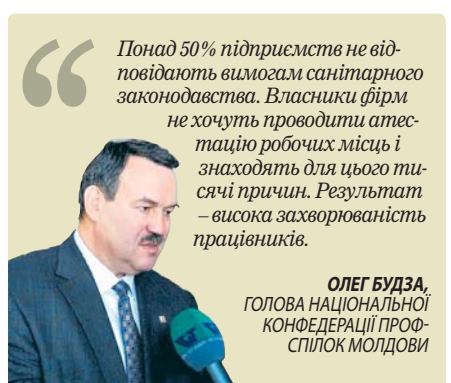 Понад 50% підприємств не від-
повідають вимогам санітарного
законодавства. Власники фірм
не хочуть проводити атес-
тацію робочих місць і
знаходять для цього ти-
сячі причин. Результат
– висока захворюваність
працівників.
ОЛЕГ БУДЗА,
ГОЛОВА НАЦІОНАЛЬНОЇ
КОНФЕДЕРАЦІЇ ПРОФ-
СПІЛОК МОЛДОВИ